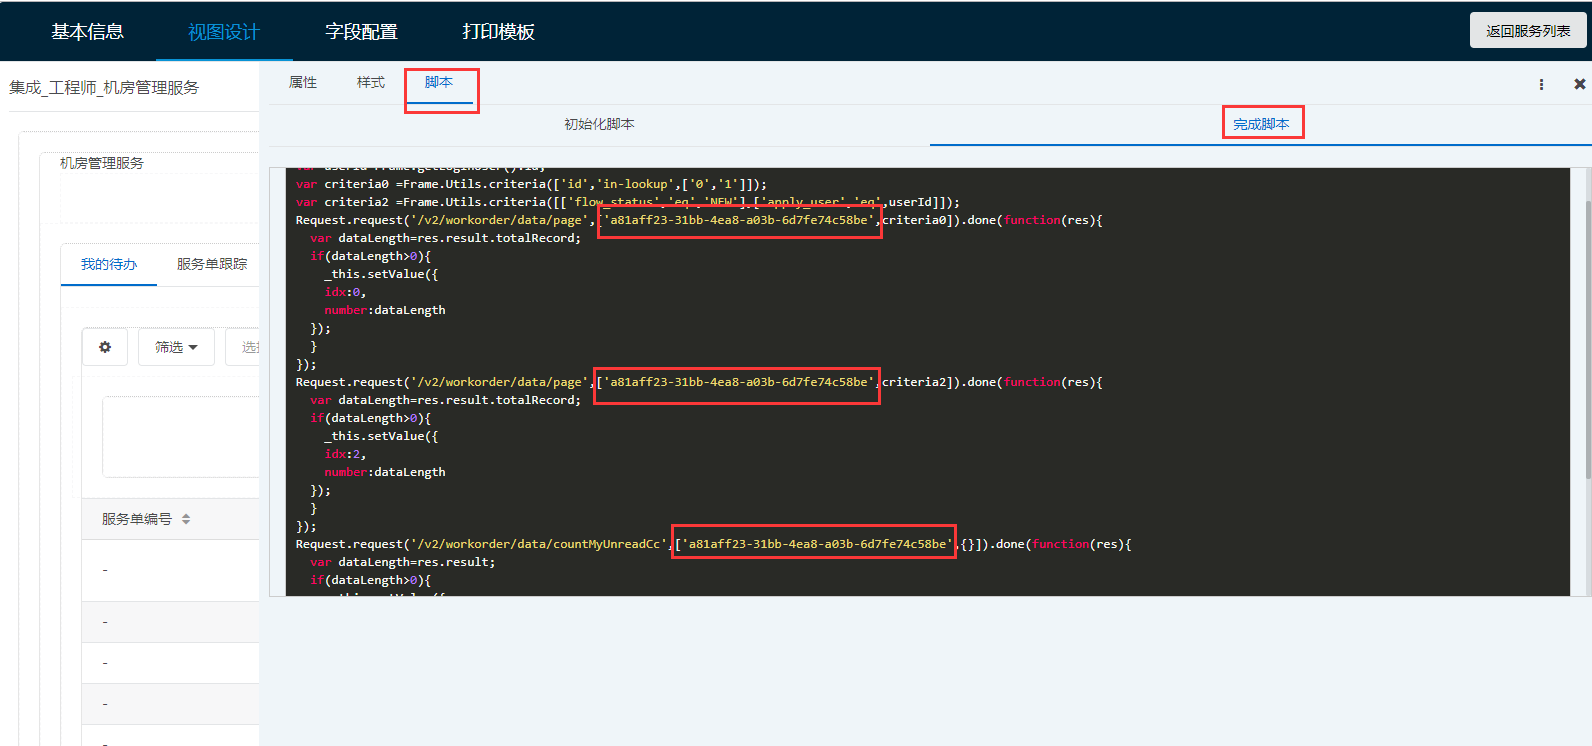 基本信息
视图设计
字段配置
打印模板
返回服务列表
集成_工程师_机房管理服务
属性
样式
脚本
初始化脚本
完成脚本
机房管理服务
我的待办
服务单跟踪
筛选
服务单编号
-
-
-
-
-
var userId=Frame.getLoginUser().id;
var criteria0 =Frame.Utils.criteria(['id','in-lookup',['0','1']]);
var criteria2 =Frame.Utils.criteria([['flow_status','eq','NEW'],['apply_user','eq',userId]]);
Request.request('/v2/workorder/data/page',['a81aff23-31bb-4ea8-a03b-6d7fe74c58be',criteria0]).done(function(res){
var dataLength=res.result.totalRecord;
if(dataLength>0){
_this.setValue({
idx:0,
number:dataLength
});
}
});
Request.request('/v2/workorder/data/page',['a81aff23-31bb-4ea8-a03b-6d7fe74c58be',criteria2]).done(function(res){
var dataLength=res.result.totalRecord;
if(dataLength>0){
_this.setValue({
idx:2,
number:dataLength
});
}
});
Request.request('/v2/workorder/data/countMyUnreadCc',['a81aff23-31bb-4ea8-a03b-6d7fe74c58be',{}]).done(function(res){
var dataLength=res.result;
if(dataLength>0){